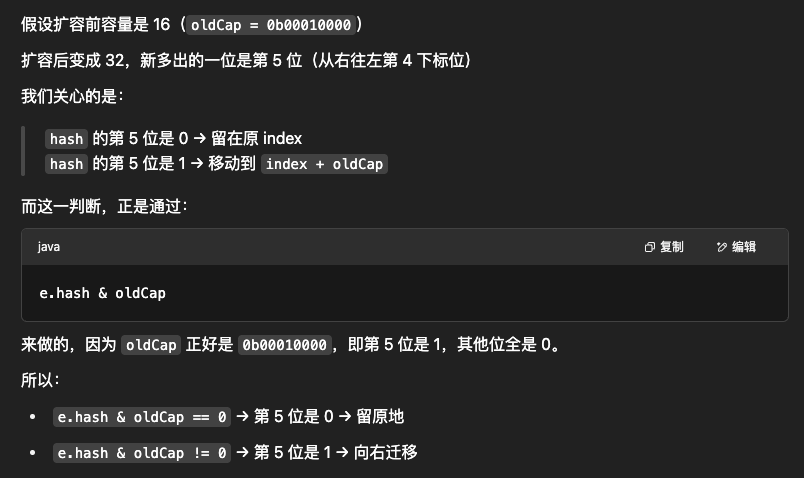 假设扩容前容量是 16（oldCap = 0b00010000）
扩容后变成 32，新多出的一位是第 5 位（从右往左第 4 下标位）
我们关心的是：
hash 的第 5 位是 0 → 留在原 index
hash 的第 5 位是 1 → 移动到 index + oldCap
而这一判断，正是通过：
java 复制 编辑
e.hash & oldCap
来做的，因为 oldCap 正好是 0b00010000，即第 5 位是 1，其他位全是 0。
所以：
• e.hash & oldCap == 0 → 第 5 位是 0 → 留原地
• e.hash & oldCap != 0 → 第 5 位是 1 → 向右迁移